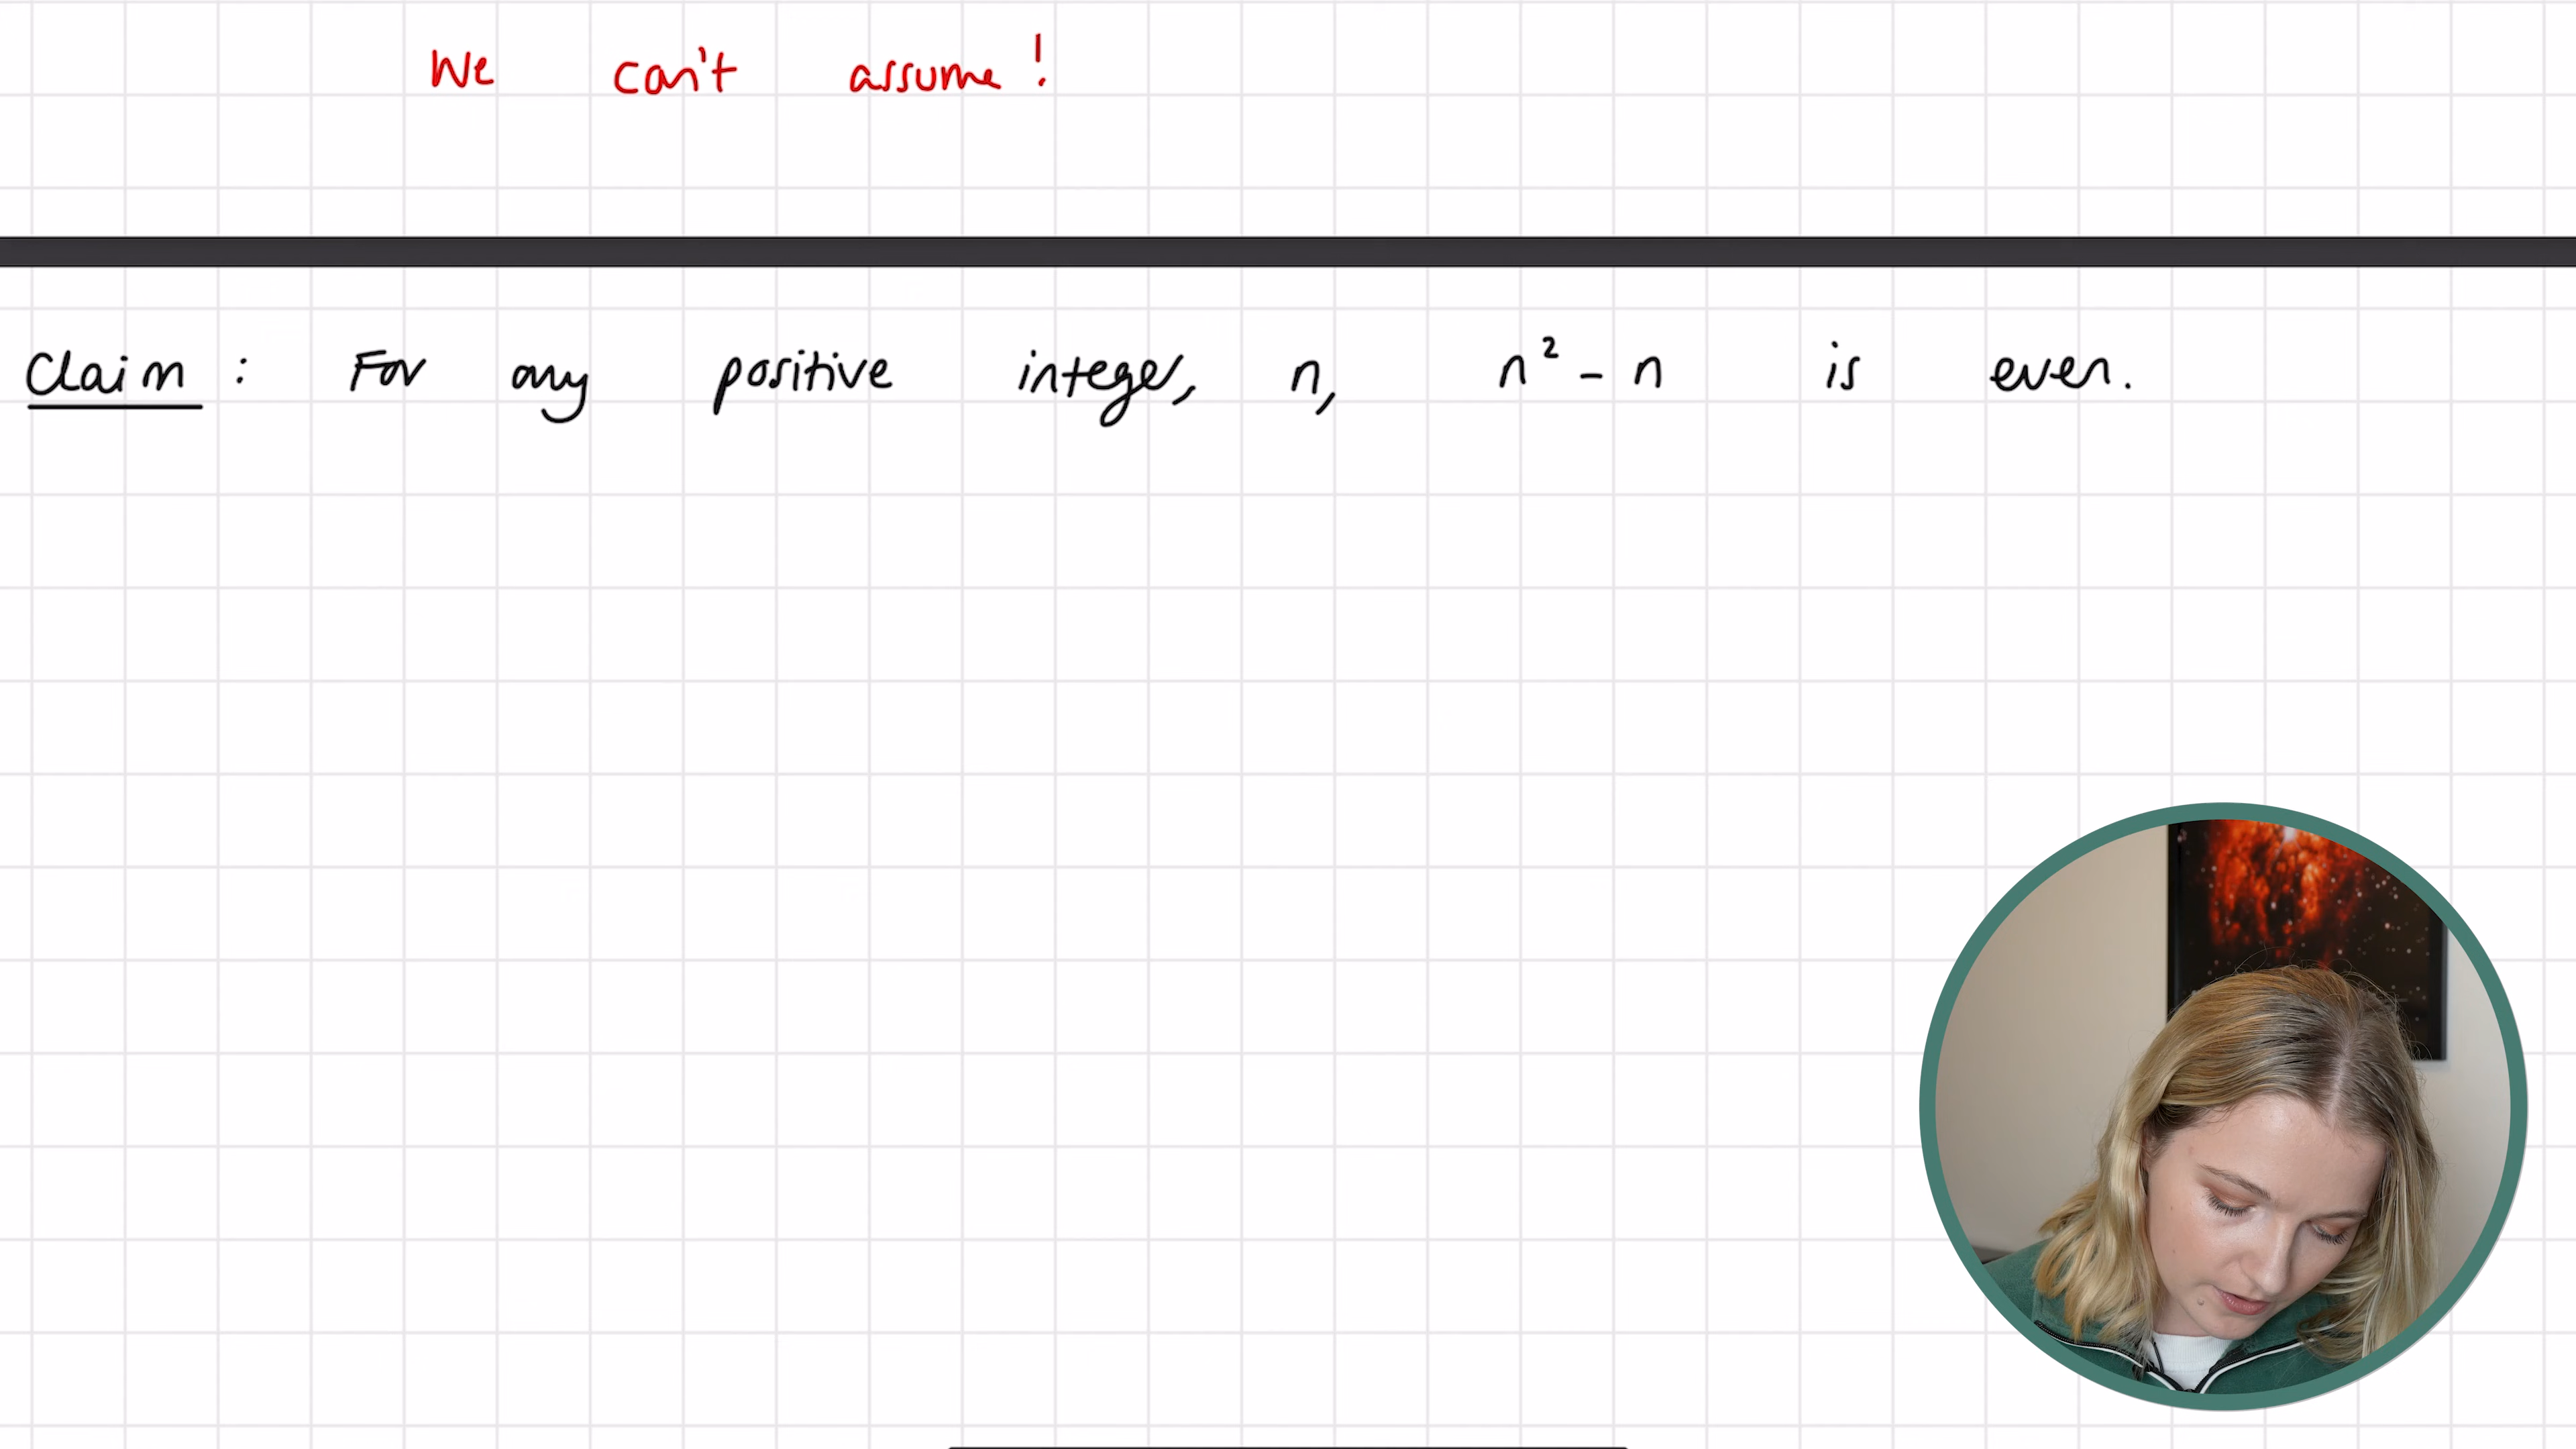 We can't assume!
Claim: For any positive integer, n, n² - n is even.